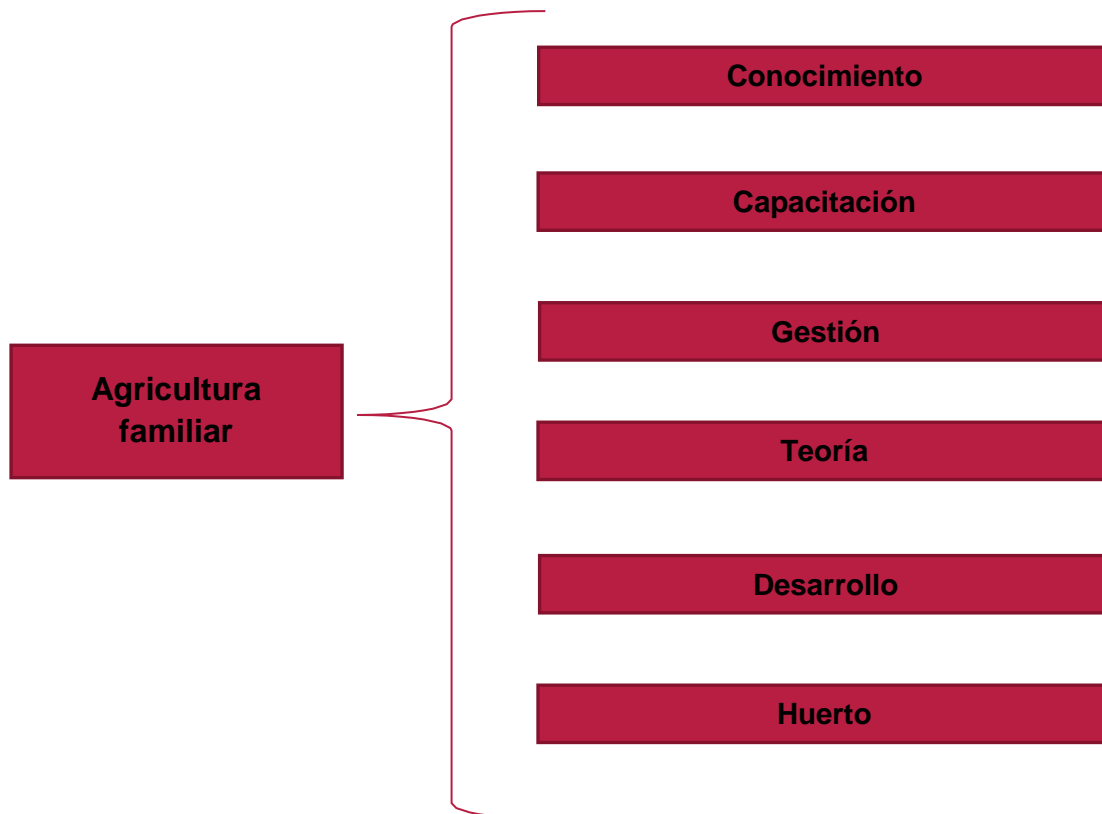 Agricultura
familiar
Conocimiento
Capacitación
Gestión
Teoría
Desarrollo
Huerto